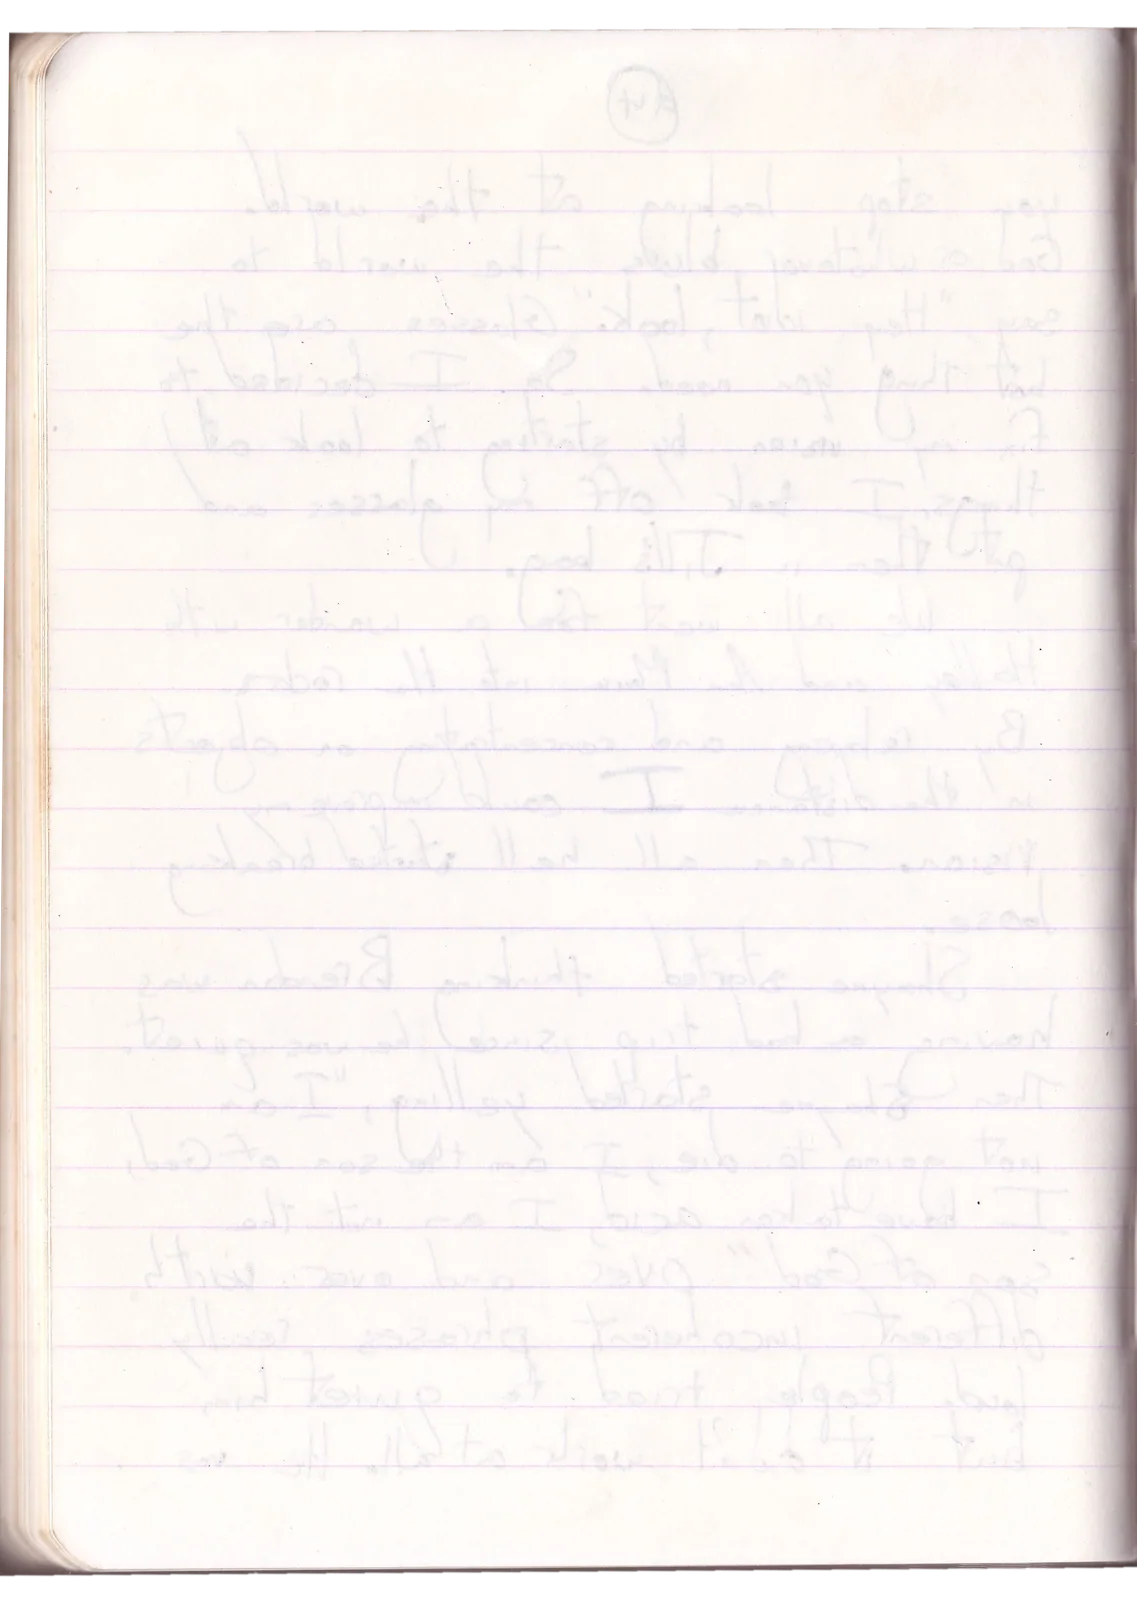 you stop looking at the world.
God or whatever, blurs the world to
say "Hey, idiot, look." Glasses are the
last thing you need. So I decided to
fix my vision by starting to look at
things. I took off my glasses and
put them in Jill's bag.
We all went for a wander with
and the into the
By relaxing and concentrating on objects
in the distance I could improve my
vision. Then all hell started breaking
loose.
Shayne started thinking Brendan was
having a bad trip, since he was quiet.
Then Shayne started yelling, "I am
not going to die, I am the son of God,
I have taken acid, I am not the
son of God" over and over with
different incoherent phrases really
loud. People tried to quiet him,
but it didn't work at all. He was